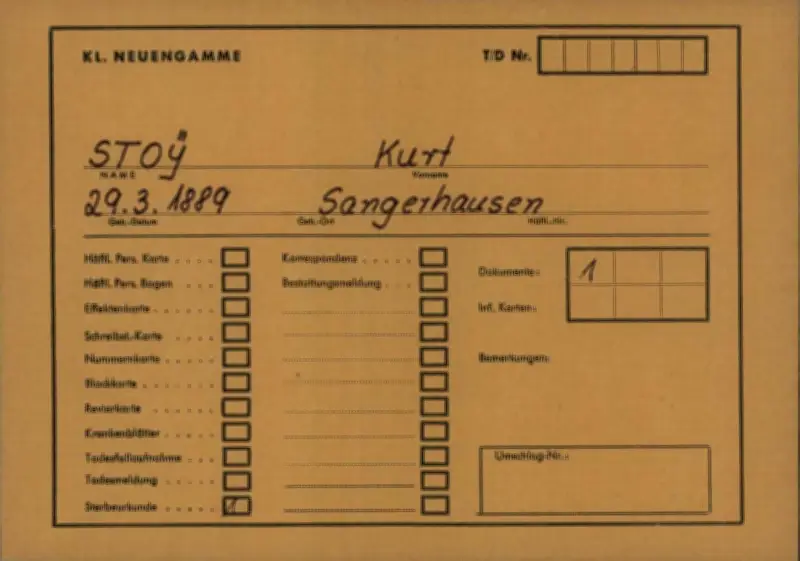 KL. NEUENGAMME T/D Nr.
STOŸ Kurt
NAME Vorname
29.3.1889 Sangerhausen
Geb.-Datum Geb.-Ort Häftl.-Nr.
Häftl. Pers. Karte . . . . Korrespondenz . . . . . Dokumente: 1
Häftl. Pers. Bogen . . . . Bestattungsmeldung . . .
Effektenkarte . . . . . Inf. Karten:
Schreibst.-Karte . . . .
Nummernkarte . . . . . Bemerkungen:
Blockkarte . . . . . .
Revierkarte . . . . .
Krankenblätter . . . . .
Todesfallaufnahme . . . Umschlag-Nr.:
Todesmeldung . . . .
Sterbeurkunde . . . . . 1